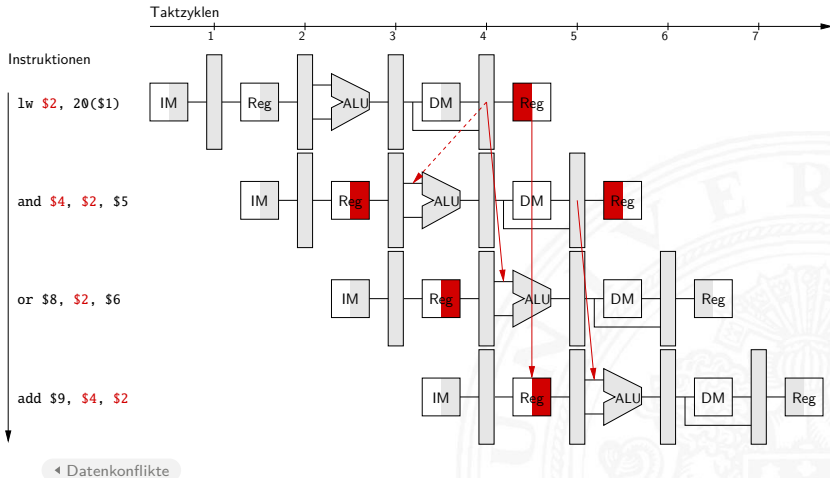 Taktzyklen
1 2 3 4 5 6 7
Instruktionen
lw $2, 20($1)
IM Reg ALU DM Reg
and $4, $2, $5
IM Reg ALU DM Reg
or $8, $2, $6
IM Reg ALU DM Reg
add $9, $4, $2
IM Reg ALU DM Reg
Datenkonflikte